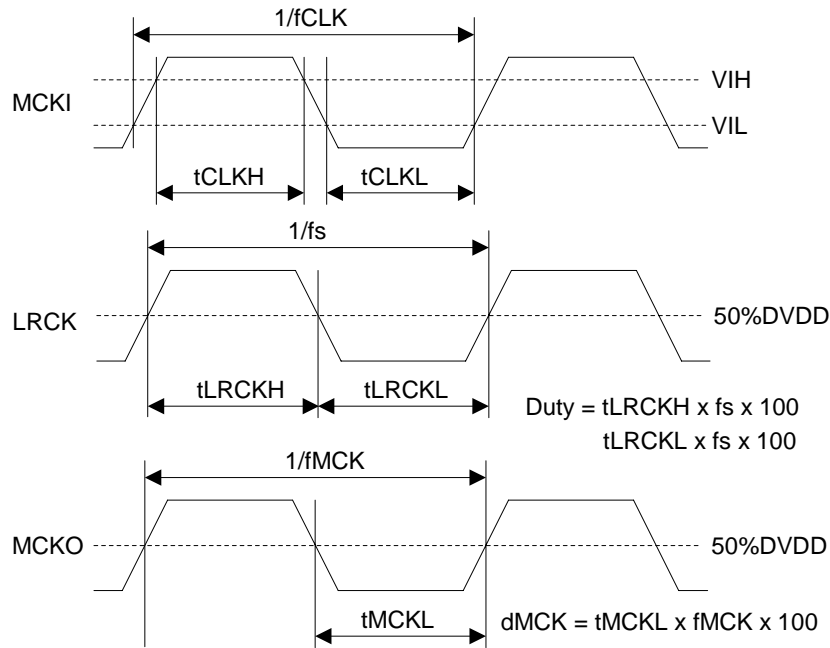 1/fCLK
VIH
MCKI
VIL
tCLKH
tCLKL
1/fs
LRCK
50%DVDD
tLRCKH
tLRCKL
Duty = tLRCKH x fs x 100
tLRCKL x fs x 100
1/fMCK
MCKO
50%DVDD
tMCKL
dMCK = tMCKL x fMCK x 100